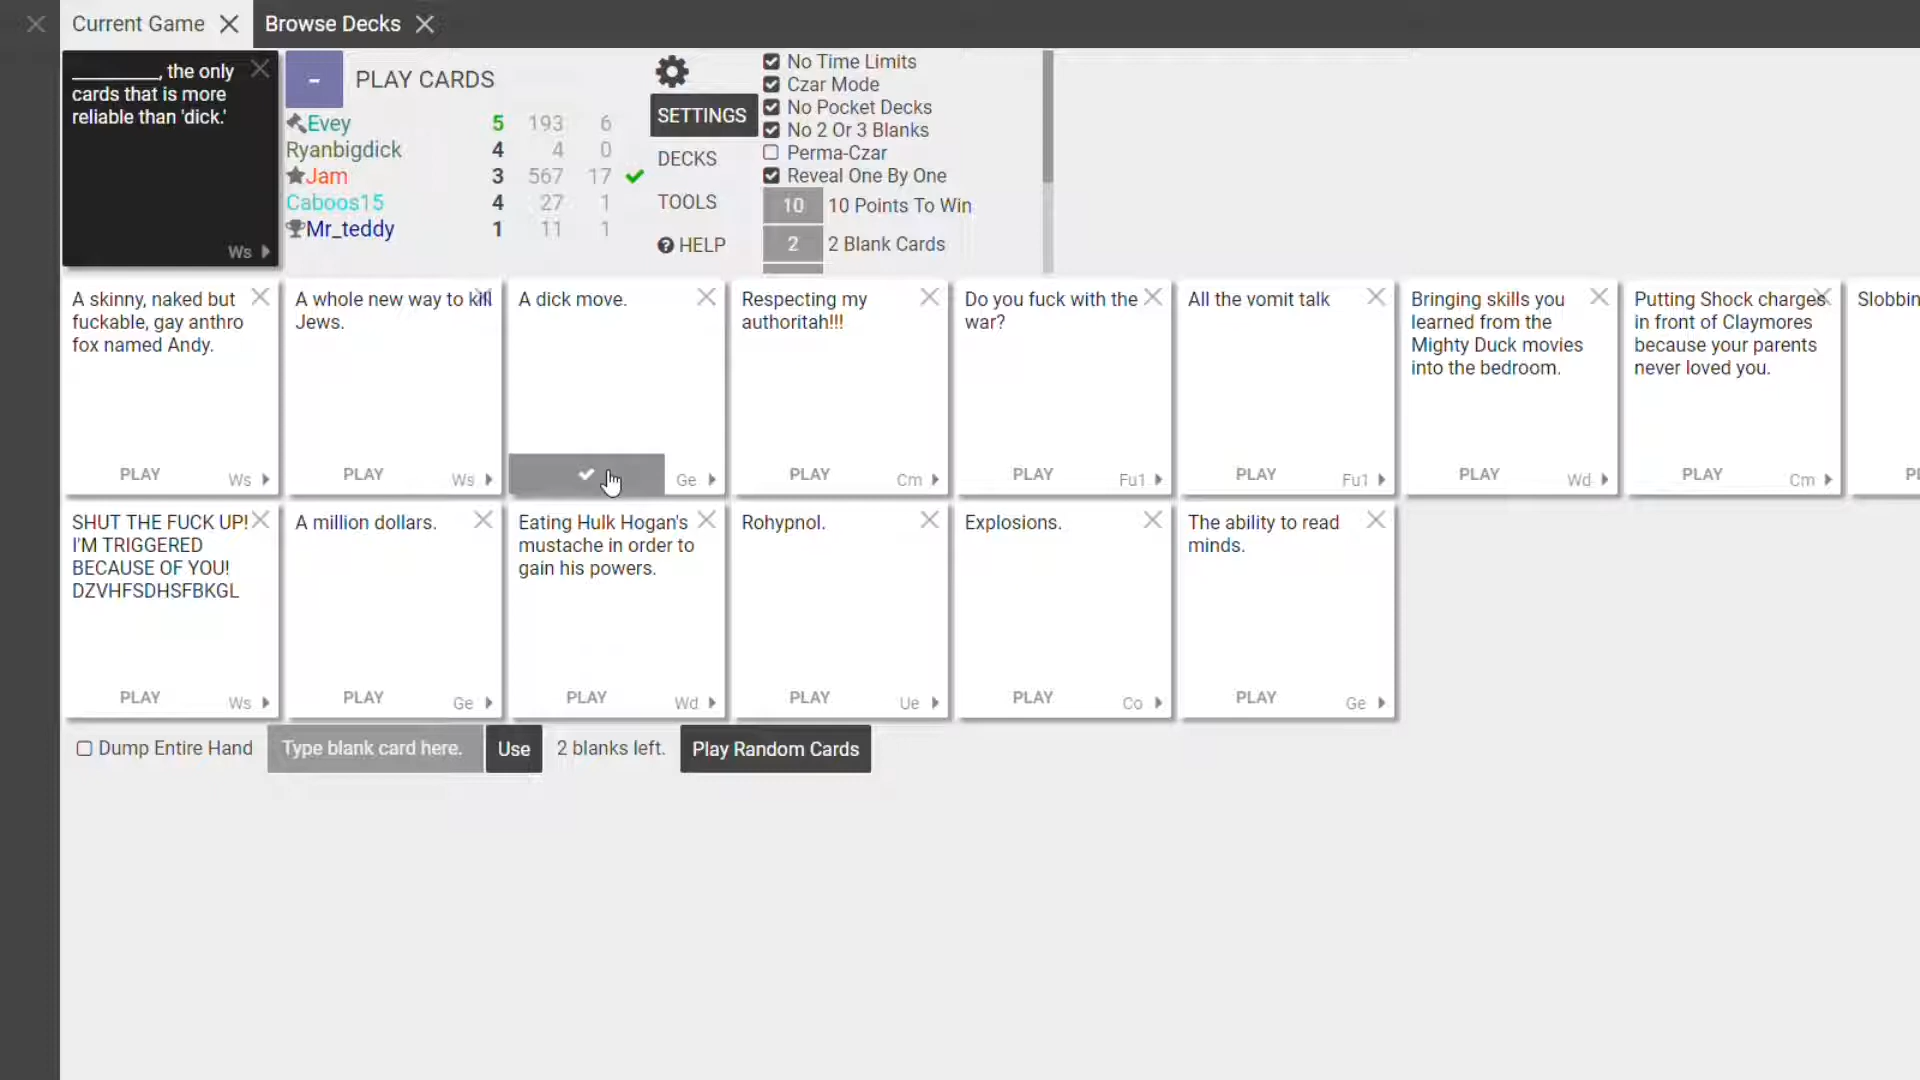 Current Game
Browse Decks
_________, the only
cards that is more
reliable than 'dick.'
Ws
-
PLAY CARDS
Evey 5 193 6
Ryanbigdick 4 4 0
Jam 3 567 17
Caboos15 4 27 1
Mr_teddy 1 11 1
SETTINGS
DECKS
TOOLS
HELP
No Time Limits
Czar Mode
No Pocket Decks
No 2 Or 3 Blanks
Perma-Czar
Reveal One By One
10 10 Points To Win
2 2 Blank Cards
A skinny, naked but
fuckable, gay anthro
fox named Andy.
PLAY Ws
A whole new way to kill
Jews.
PLAY Ws
A dick move.
Ge
Respecting my
authoritah!!!
PLAY Cm
Do you fuck with the
war?
PLAY Fu1
All the vomit talk
PLAY Fu1
Bringing skills you
learned from the
Mighty Duck movies
into the bedroom.
PLAY Wd
Putting Shock charges
in front of Claymores
because your parents
never loved you.
PLAY Cm
SHUT THE FUCK UP!
I'M TRIGGERED
BECAUSE OF YOU!
DZVHFSDHSFBKGL
PLAY Ws
A million dollars.
PLAY Ge
Eating Hulk Hogan's
mustache in order to
gain his powers.
PLAY Wd
Rohypnol.
PLAY Ue
Explosions.
PLAY Co
The ability to read
minds.
PLAY Ge
Dump Entire Hand
Type blank card here.
Use
2 blanks left.
Play Random Cards